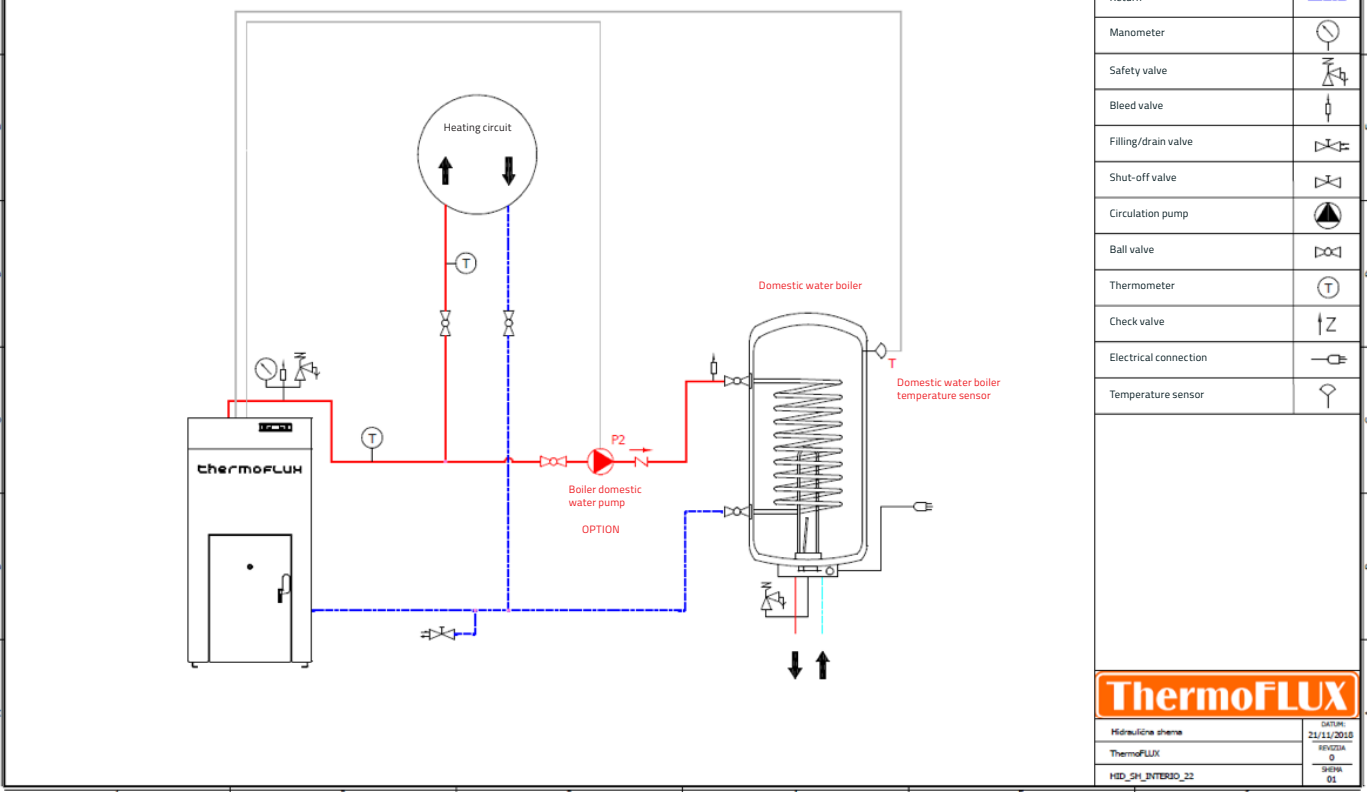 Manometer
Safety valve
Bleed valve
Filling/drain valve
Shut-off valve
Circulation pump
Ball valve
Thermometer
T
Check valve
Z
Electrical connection
Temperature sensor
Heating circuit
T
Domestic water boiler
T
Domestic water boiler
temperature sensor
T
P2
Boiler domestic
water pump
OPTION
thermoFLUX
ThermoFLUX
Hidraulična shema
DATUM:
21/11/2018
ThermoFLUX
REVIZIJA
0
HID_SH_INTERIO_22
SHEMA
01